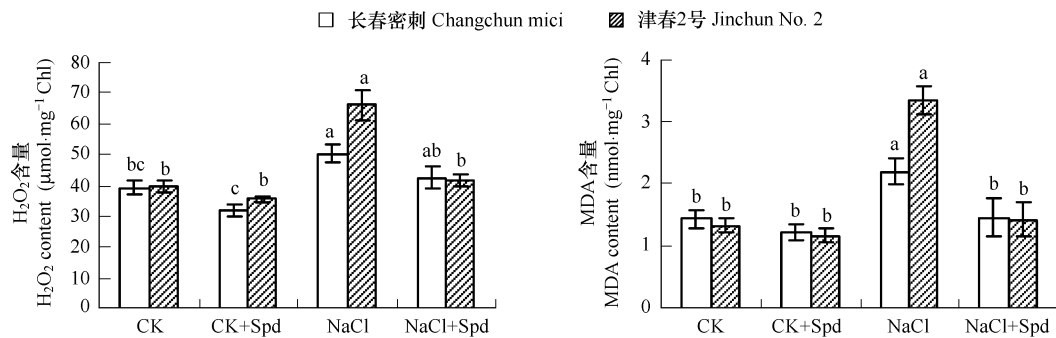 长春密刺 Changchun mici
津春2号 Jinchun No. 2
H₂O₂含量
H₂O₂ content (μmol·mg⁻¹ Chl)
80
70
60
50
40
30
20
10
0
bc
b
c
b
a
a
ab
b
CK
CK+Spd
NaCl
NaCl+Spd
MDA含量
MDA content (nmol·mg⁻¹ Chl)
4
3
2
1
0
b
b
b
b
a
a
b
b
CK
CK+Spd
NaCl
NaCl+Spd